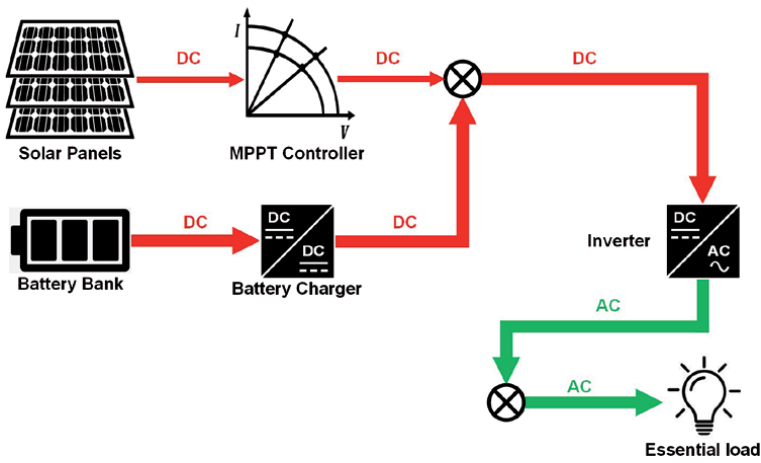 I
DC
DC
DC
V
Solar Panels
MPPT Controller
DC
DC
DC
DC
Battery Bank
Battery Charger
Inverter
DC
AC
AC
AC
Essential load